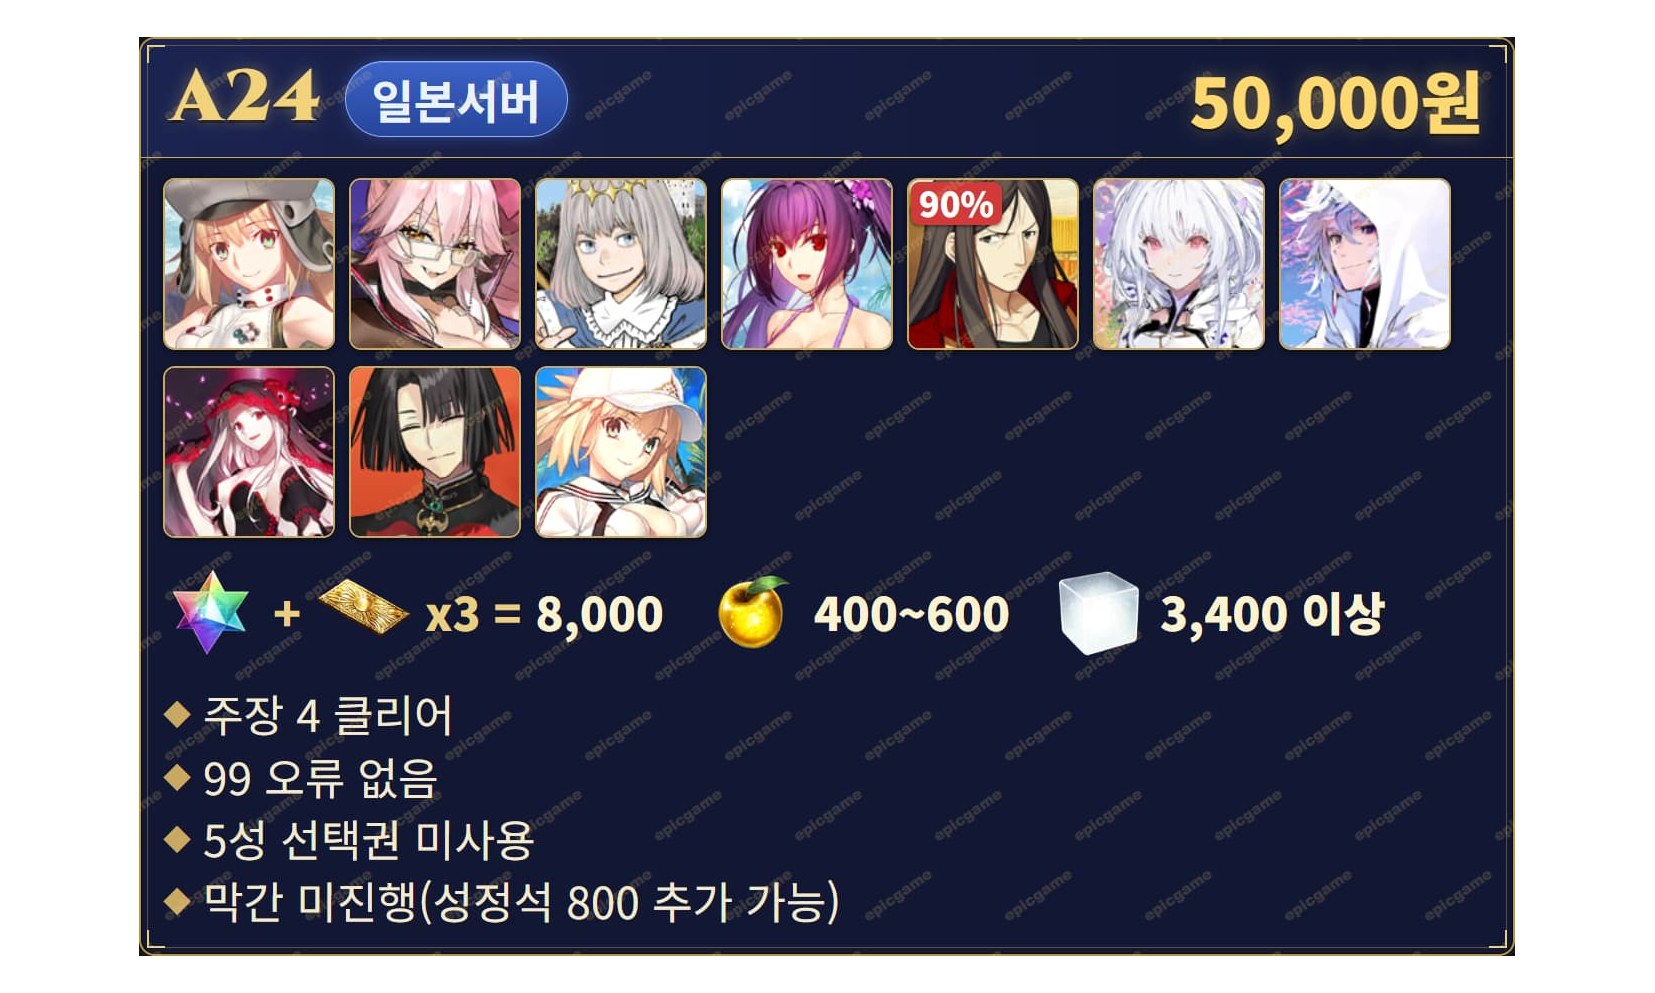 A24 일본서버 50,000원
90%
+ x3 = 8,000 400~600 3,400 이상
◆ 주장 4 클리어
◆ 99 오류 없음
◆ 5성 선택권 미사용
◆ 막간 미진행(성정석 800 추가 가능)
epicgame